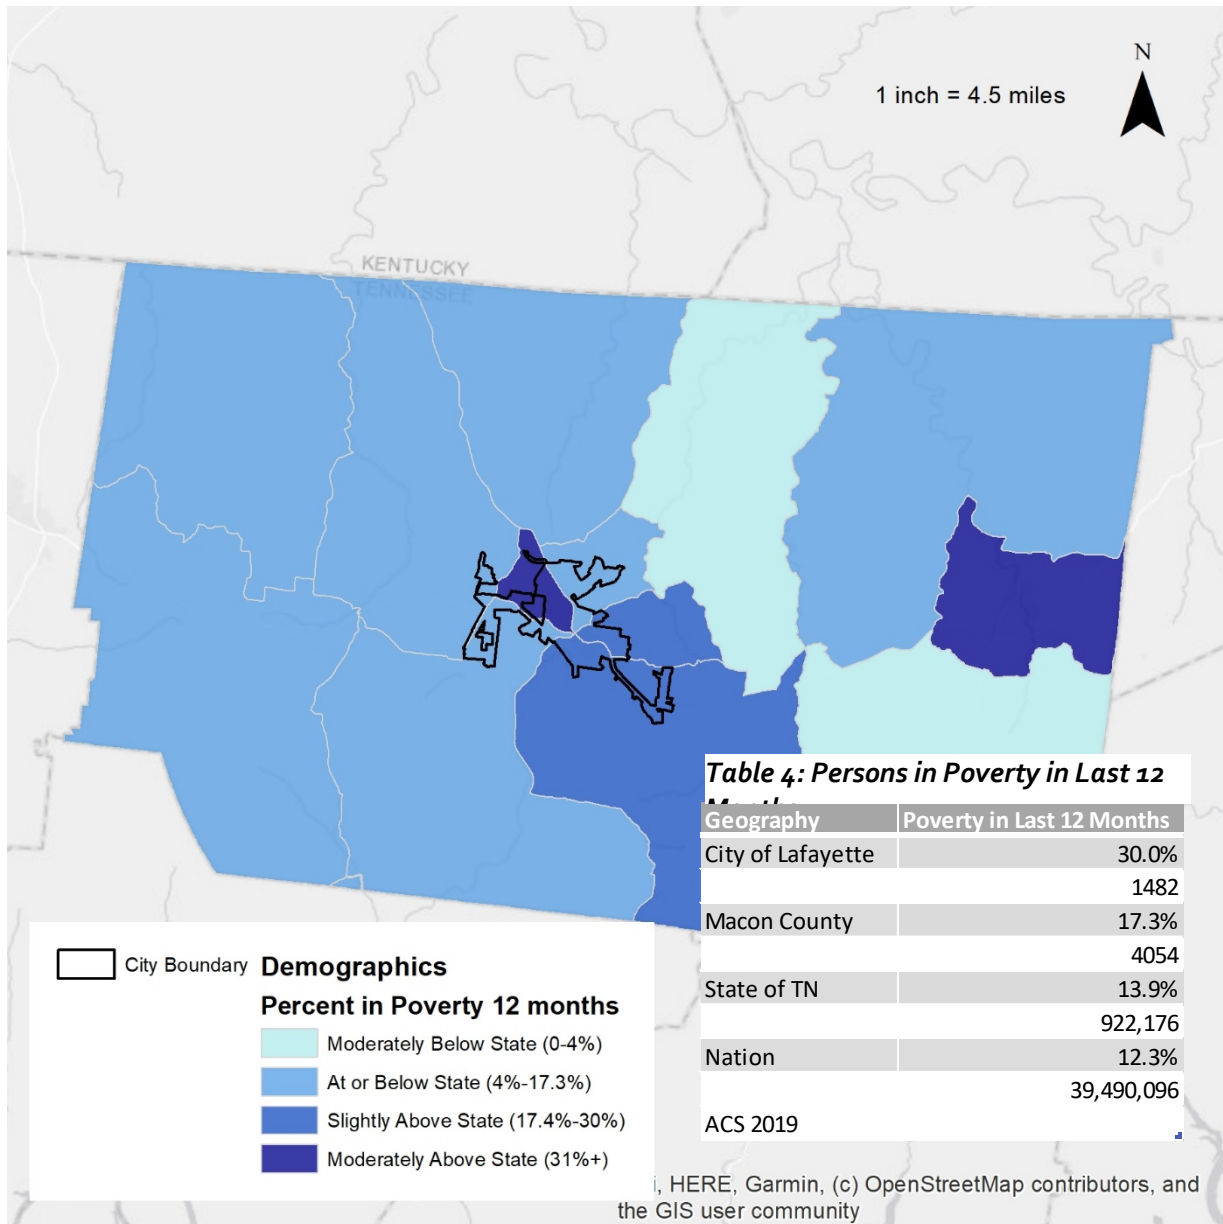 N
1 inch = 4.5 miles
KENTUCKY
TENNESSEE
Table 4: Persons in Poverty in Last 12
Geography Poverty in Last 12 Months
City of Lafayette 30.0%
1482
Macon County 17.3%
4054
State of TN 13.9%
922,176
Nation 12.3%
39,490,096
ACS 2019
City Boundary
Demographics
Percent in Poverty 12 months
Moderately Below State (0-4%)
At or Below State (4%-17.3%)
Slightly Above State (17.4%-30%)
Moderately Above State (31%+)
i, HERE, Garmin, (c) OpenStreetMap contributors, and
the GIS user community